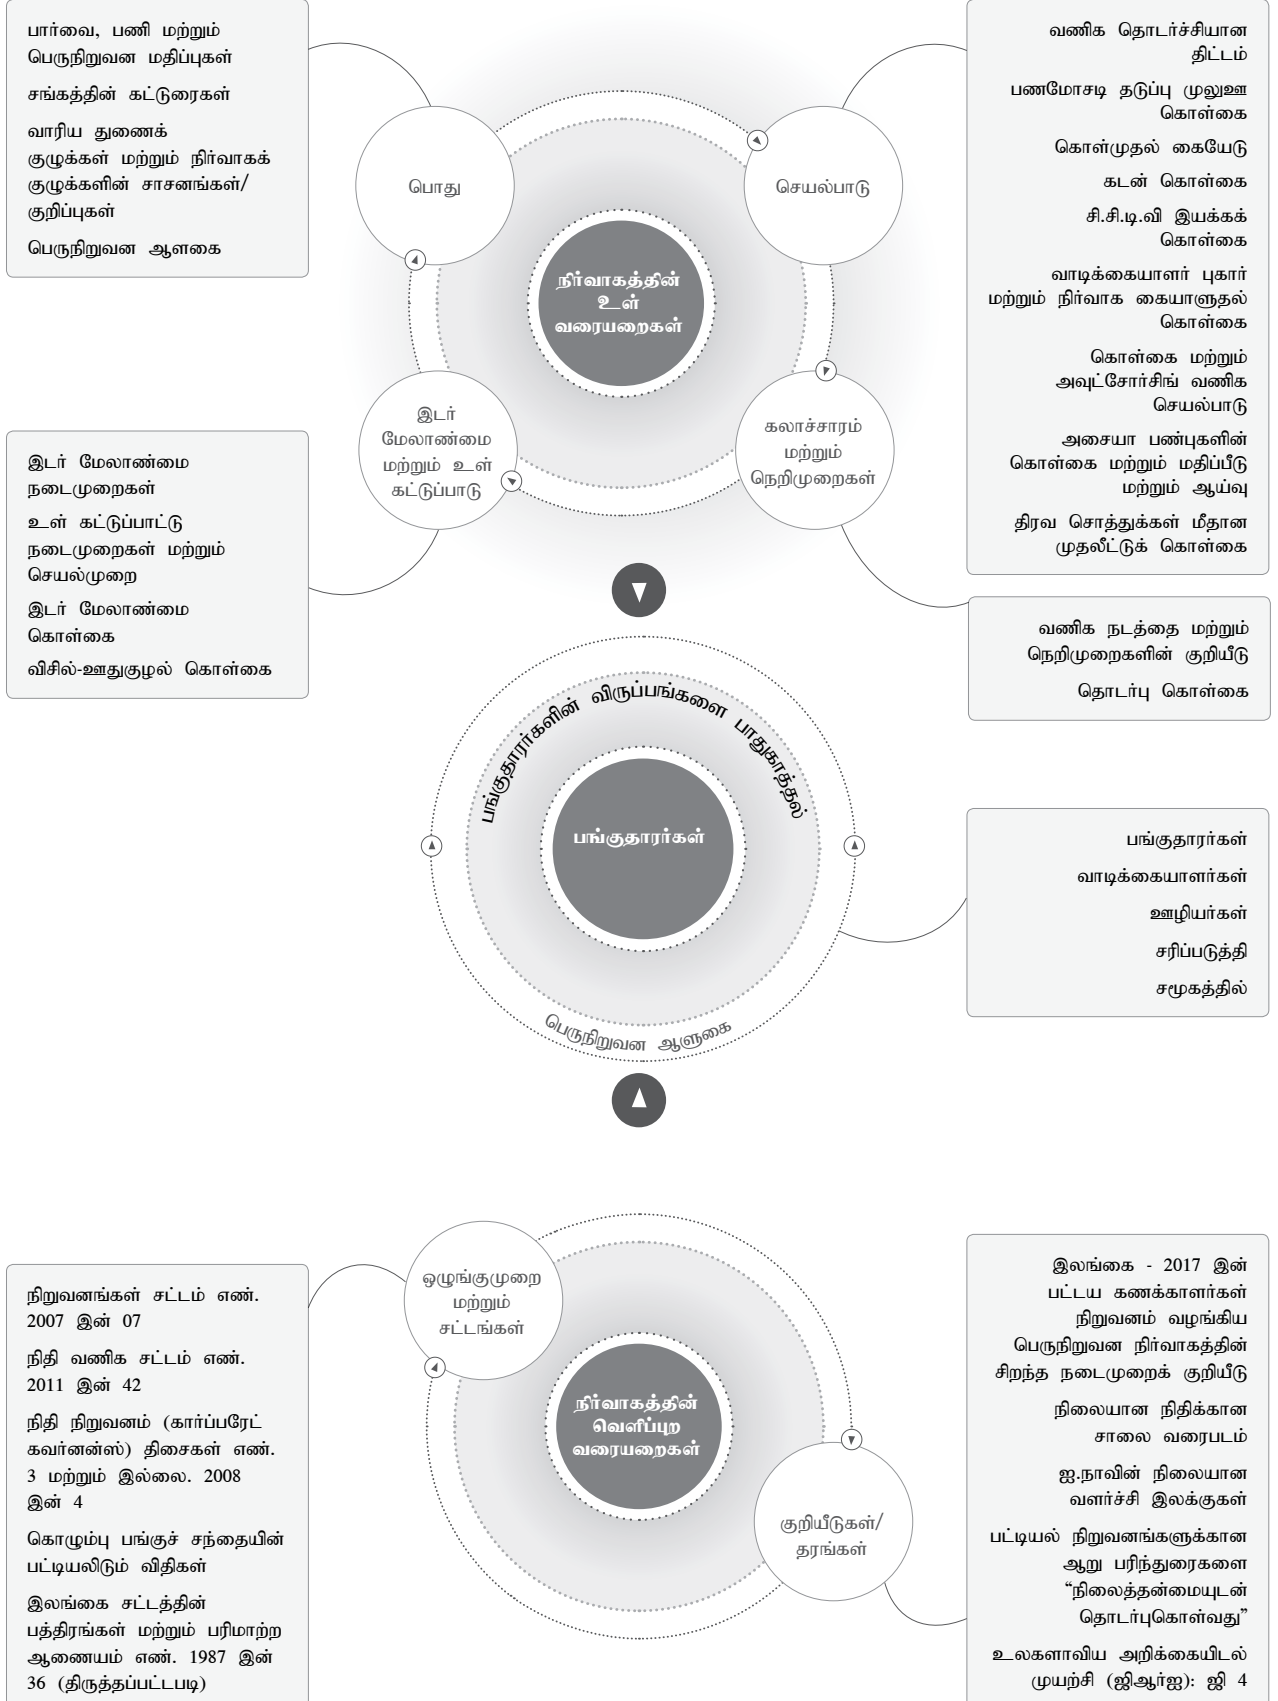 பார்வை, பணி மற்றும்
பெருநிறுவன மதிப்புகள்
சங்கத்தின் கட்டுரைகள்
வாரிய துணைக்
குழுக்கள் மற்றும் நிர்வாகக்
குழுக்களின் சாசனங்கள்/
குறிப்புகள்
பெருநிறுவன ஆளகை
பொது
செயல்பாடு
நிர்வாகத்தின்
உள்
வரையறைகள்
இடர்
மேலாண்மை
மற்றும் உள்
கட்டுப்பாடு
கலாச்சாரம்
மற்றும்
நெறிமுறைகள்
வணிக தொடர்ச்சியான
திட்டம்
பணமோசடி தடுப்பு முலுஊ
கொள்கை
கொள்முதல் கையேடு
கடன் கொள்கை
சி.சி.டி.வி இயக்கக்
கொள்கை
வாடிக்கையாளர் புகார்
மற்றும் நிர்வாக கையாளுதல்
கொள்கை
கொள்கை மற்றும்
அவுட்சோர்சிங் வணிக
செயல்பாடு
அசையா பண்புகளின்
கொள்கை மற்றும் மதிப்பீடு
மற்றும் ஆய்வு
திரவ சொத்துக்கள் மீதான
முதலீட்டுக் கொள்கை
இடர் மேலாண்மை
நடைமுறைகள்
உள் கட்டுப்பாட்டு
நடைமுறைகள் மற்றும்
செயல்முறை
இடர் மேலாண்மை
கொள்கை
விசில்-ஊதுகுழல் கொள்கை
வணிக நடத்தை மற்றும்
நெறிமுறைகளின் குறியீடு
தொடர்பு கொள்கை
பங்குதாரர்களின் விருப்பங்களை பாதுகாத்தல்
பங்குதாரர்கள்
பெருநிறுவன ஆளுகை
பங்குதாரர்கள்
வாடிக்கையாளர்கள்
ஊழியர்கள்
சரிப்படுத்தி
சமூகத்தில்
ஒழுங்குமுறை
மற்றும்
சட்டங்கள்
நிர்வாகத்தின்
வெளிப்புற
வரையறைகள்
குறியீடுகள்/
தரங்கள்
நிறுவனங்கள் சட்டம் எண்.
2007 இன் 07
நிதி வணிக சட்டம் எண்.
2011 இன் 42
நிதி நிறுவனம் (கார்ப்பரேட்
கவர்னன்ஸ்) திசைகள் எண்.
3 மற்றும் இல்லை. 2008
இன் 4
கொழும்பு பங்குச் சந்தையின்
பட்டியலிடும் விதிகள்
இலங்கை சட்டத்தின்
பத்திரங்கள் மற்றும் பரிமாற்ற
ஆணையம் எண். 1987 இன்
36 (திருத்தப்பட்டபடி)
இலங்கை - 2017 இன்
பட்டய கணக்காளர்கள்
நிறுவனம் வழங்கிய
பெருநிறுவன நிர்வாகத்தின்
சிறந்த நடைமுறைக் குறியீடு
நிலையான நிதிக்கான
சாலை வரைபடம்
ஐ.நாவின் நிலையான
வளர்ச்சி இலக்குகள்
பட்டியல் நிறுவனங்களுக்கான
ஆறு பரிந்துரைகளை
“நிலைத்தன்மையுடன்
தொடர்புகொள்வது”
உலகளாவிய அறிக்கையிடல்
முயற்சி (ஜிஆர்ஐ): ஜி 4